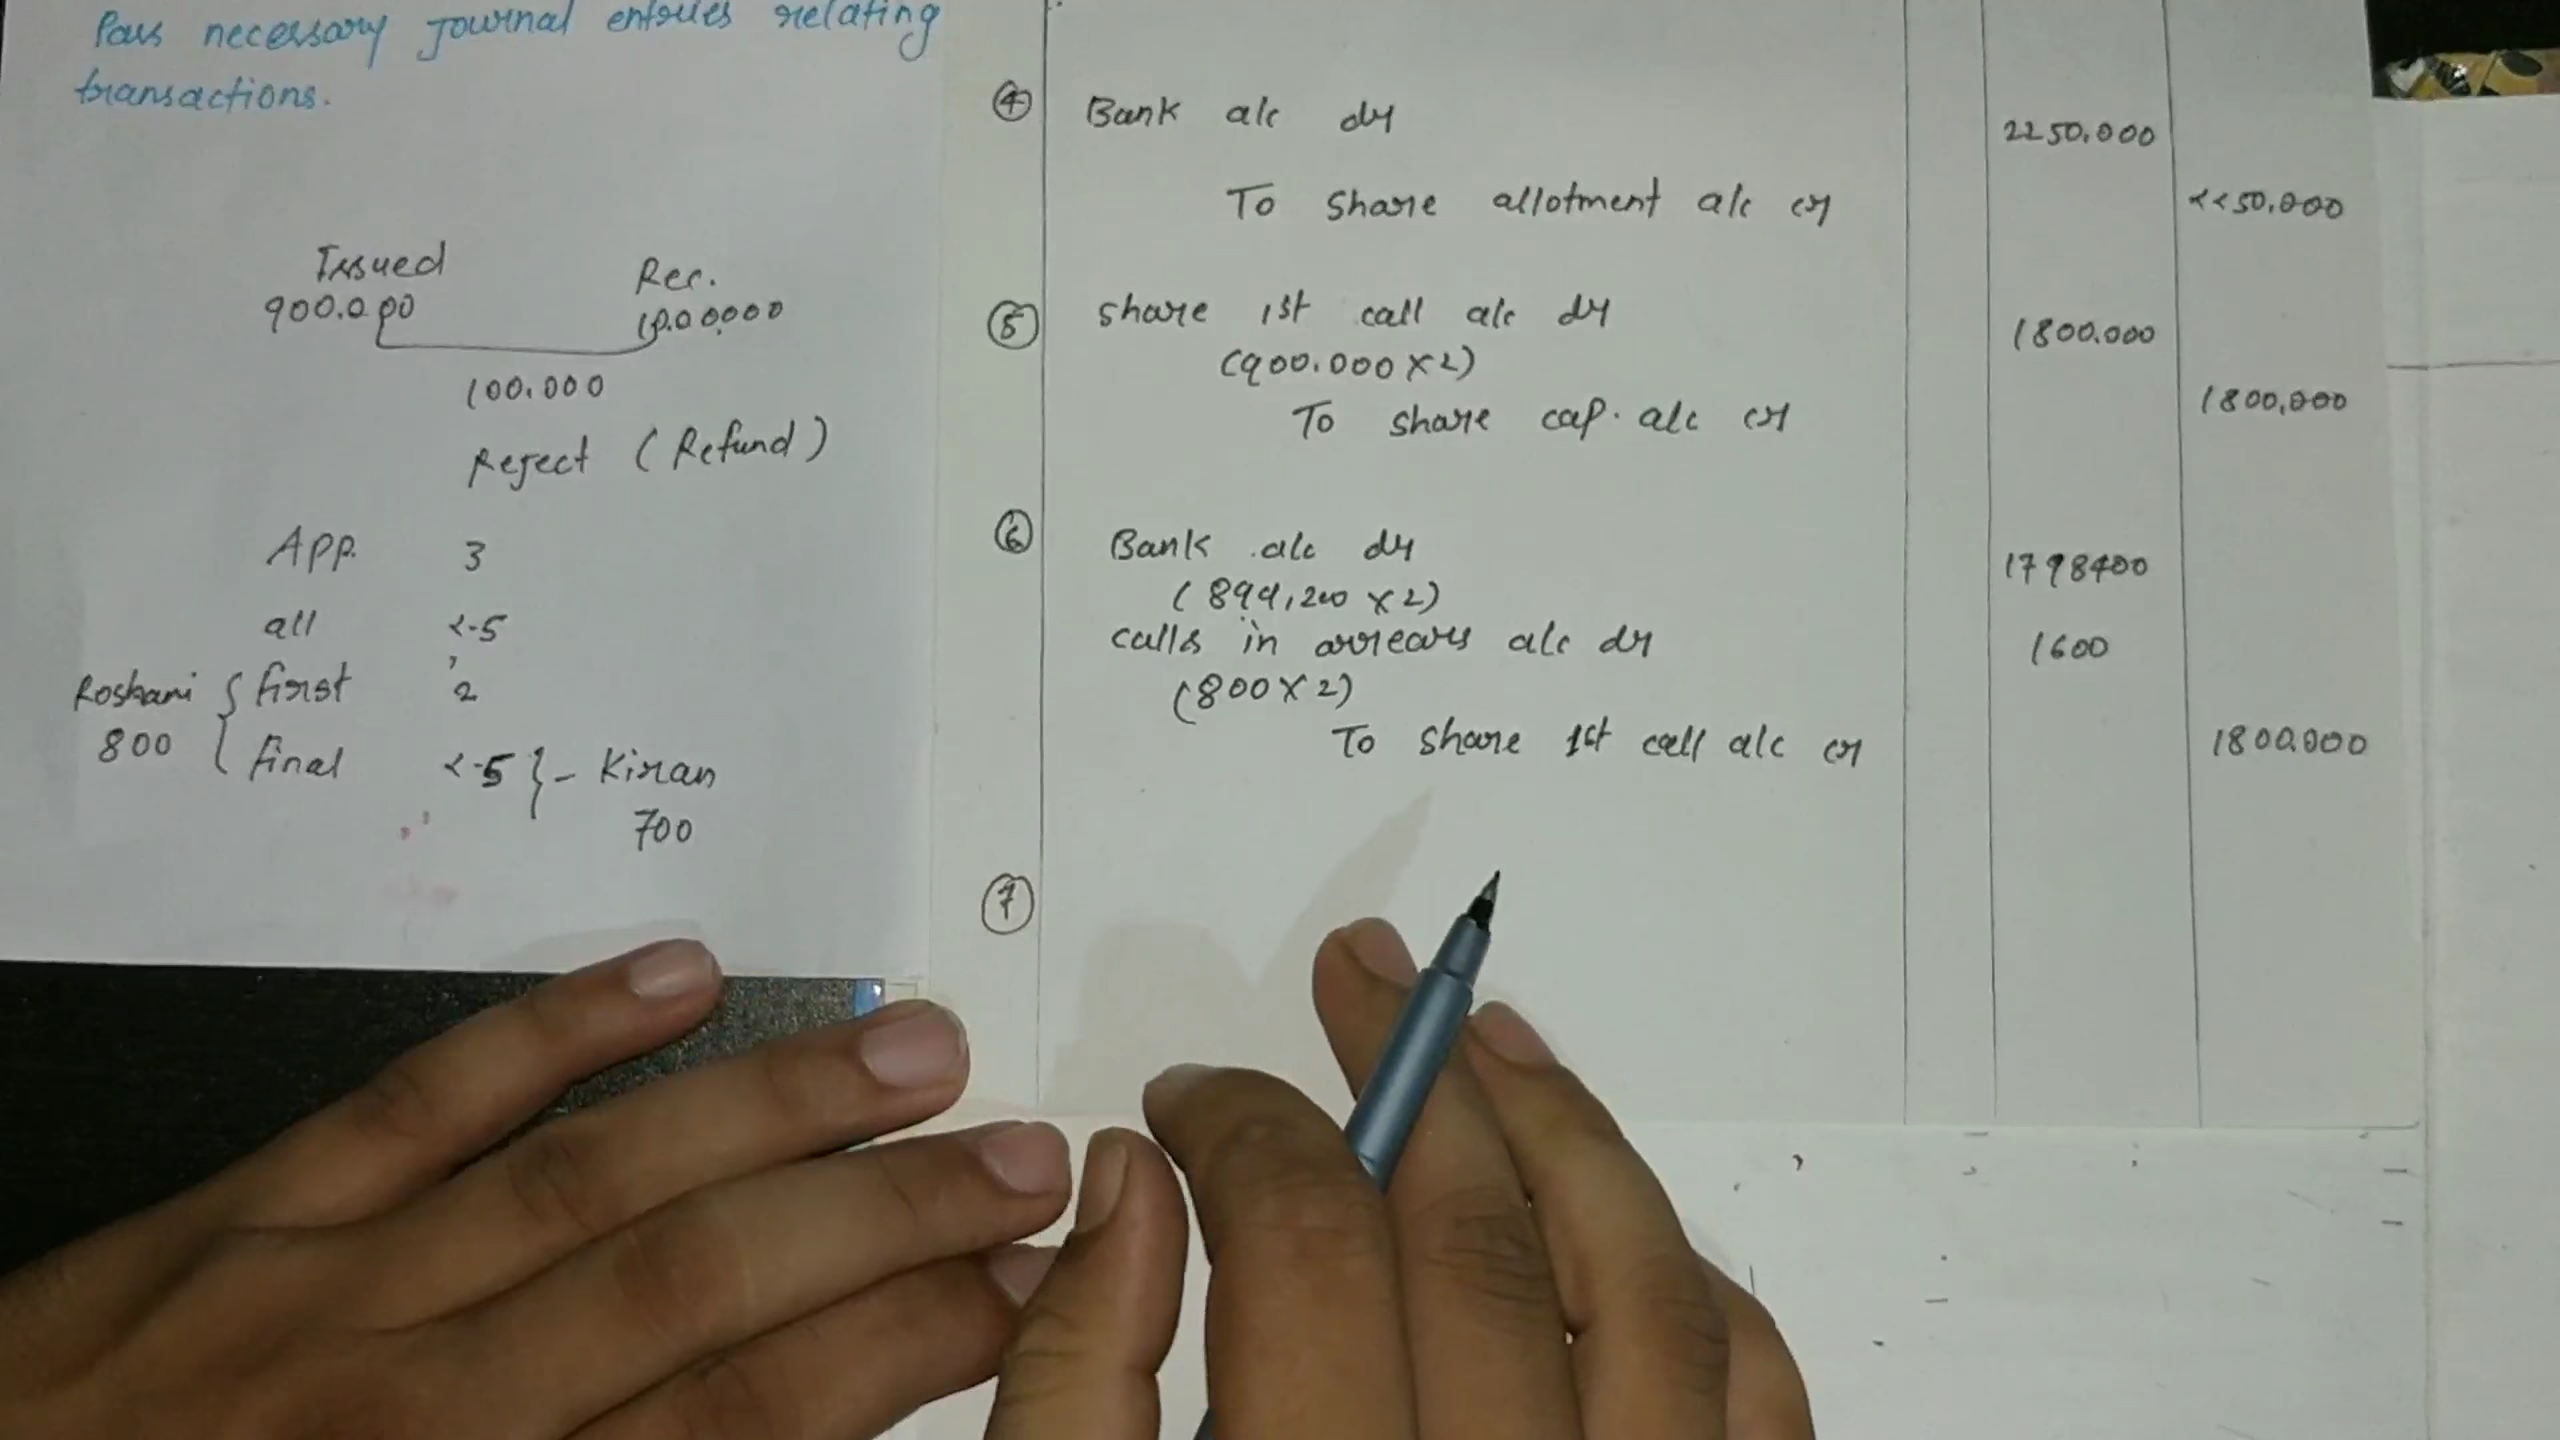 Pass necessary Journal entries relating
transactions.
Issued Rec.
900.000 10,00,000
100.000
Reject (Refund)
App. 3
all 2.5
Roshani { first 2
800 final 2.5 } - Kiran
700
④ Bank a/c dr 2250,000
To share allotment a/c cr 2250,000
⑤ share 1st call a/c dr 1800.000
(900.000 x 2)
To share cap. a/c cr 1800,000
⑥ Bank a/c dr 1798400
(899,200 x 2)
calls in arrears a/c dr 1600
(800 x 2)
To share 1st call a/c cr 1800000
⑦